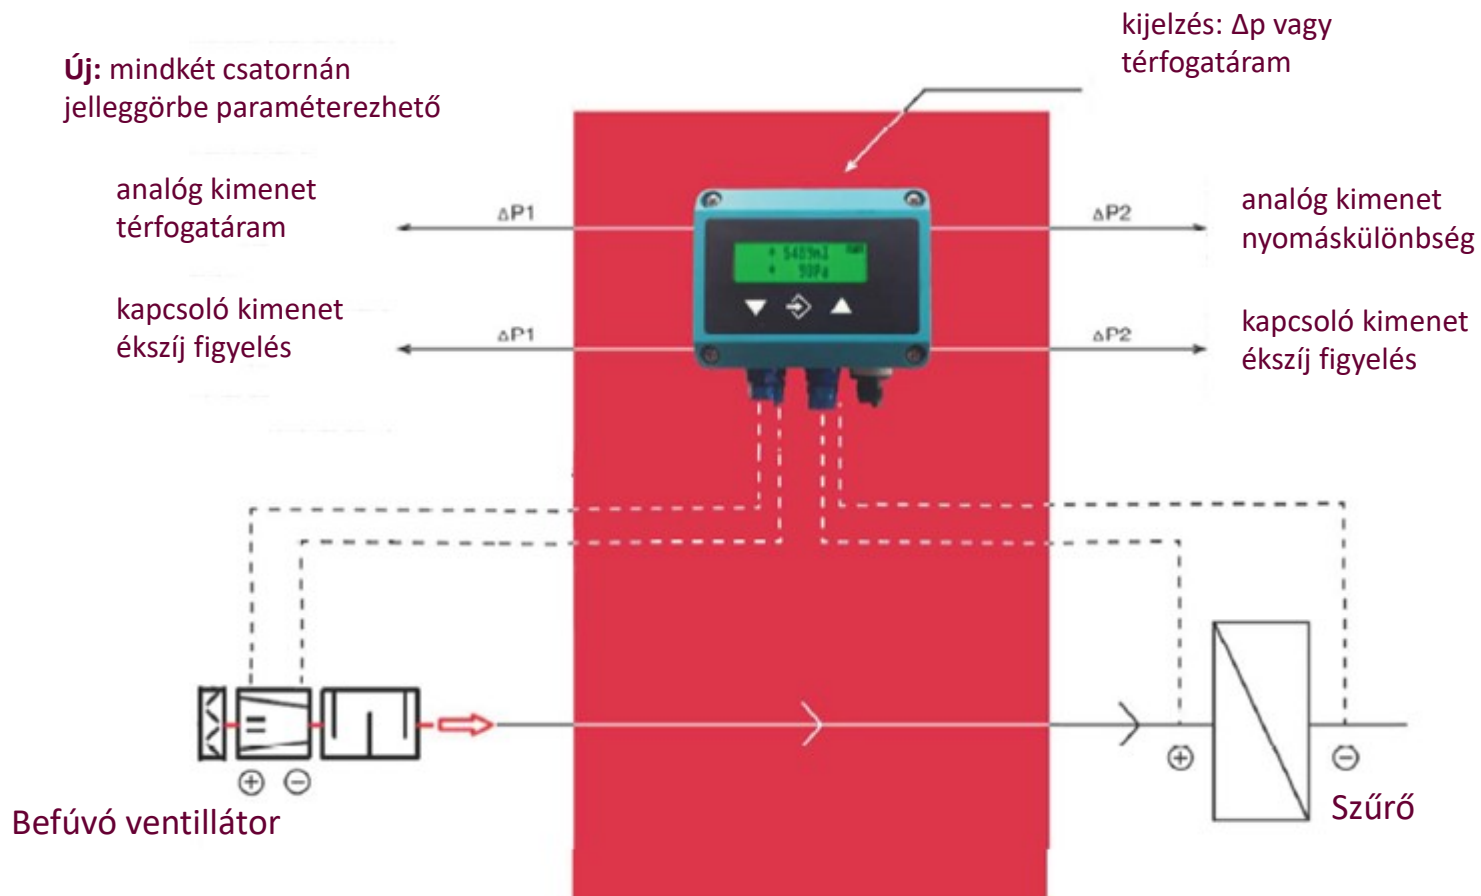 kijelzés: Δp vagy
térfogatáram
Új: mindkét csatornán
jelleggörbe paraméterezhető
analóg kimenet
térfogatáram
ΔP1
ΔP2
analóg kimenet
nyomáskülönbség
kapcsoló kimenet
ékszíj figyelés
ΔP1
ΔP2
kapcsoló kimenet
ékszíj figyelés
Befúvó ventillátor
Szűrő